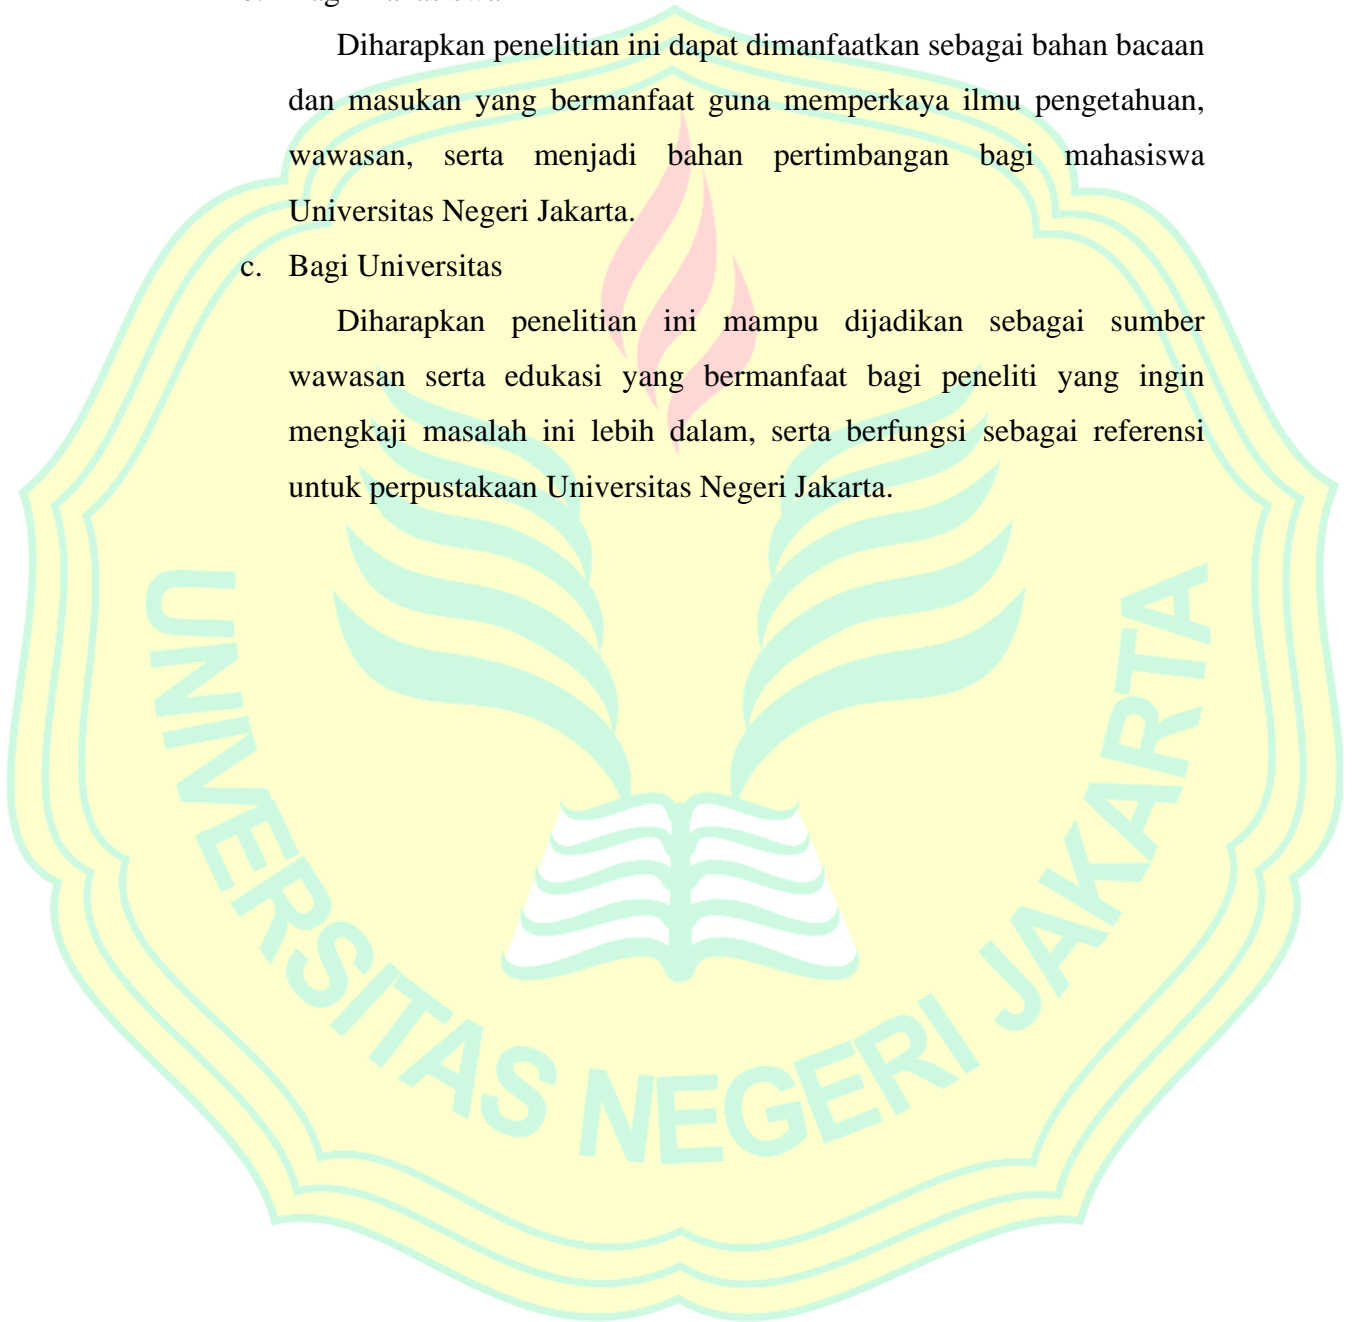 Diharapkan penelitian ini dapat dimanfaatkan sebagai bahan bacaan
dan masukan yang bermanfaat guna memperkaya ilmu pengetahuan,
wawasan, serta menjadi bahan pertimbangan bagi mahasiswa
Universitas Negeri Jakarta.
c. Bagi Universitas
Diharapkan penelitian ini mampu dijadikan sebagai sumber
wawasan serta edukasi yang bermanfaat bagi peneliti yang ingin
mengkaji masalah ini lebih dalam, serta berfungsi sebagai referensi
untuk perpustakaan Universitas Negeri Jakarta.
UNIVERSITAS NEGERI JAKARTA